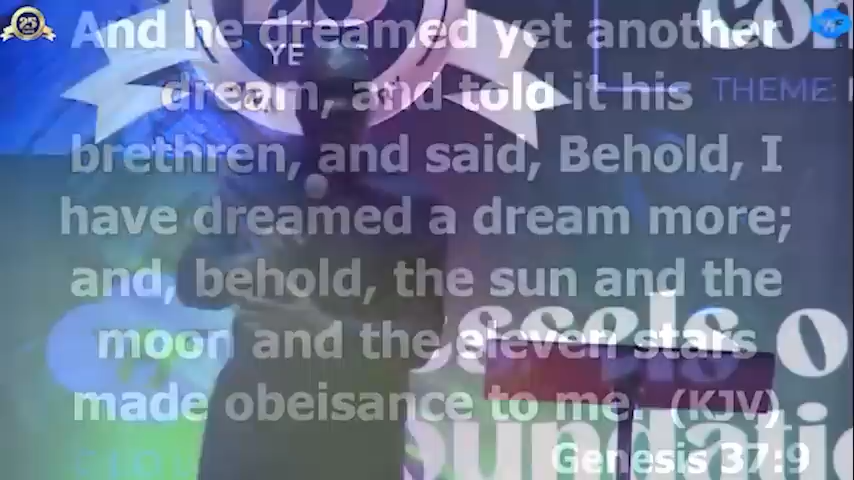 And he dreamed yet another
dream, and told it his
brethren, and said, Behold, I
have dreamed a dream more;
and, behold, the sun and the
moon and the eleven stars
made obeisance to me. (KJV)
Genesis 37:9
25
YE
THEME: